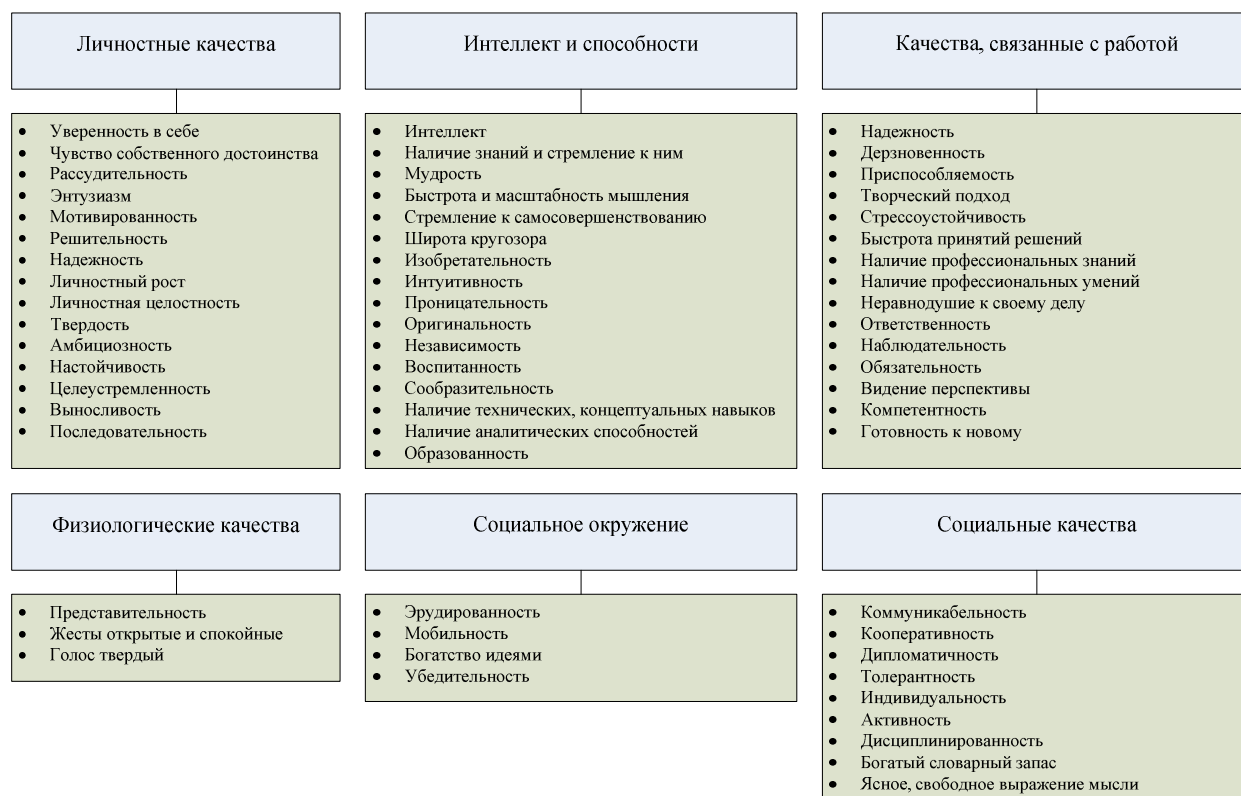 Личностные качества
• Уверенность в себе
• Чувство собственного достоинства
• Рассудительность
• Энтузиазм
• Мотивированность
• Решительность
• Надежность
• Личностный рост
• Личностная целостность
• Твердость
• Амбициозность
• Настойчивость
• Целеустремленность
• Выносливость
• Последовательность
Интеллект и способности
• Интеллект
• Наличие знаний и стремление к ним
• Мудрость
• Быстрота и масштабность мышления
• Стремление к самосовершенствованию
• Широта кругозора
• Изобретательность
• Интуитивность
• Проницательность
• Оригинальность
• Независимость
• Воспитанность
• Сообразительность
• Наличие технических, концептуальных навыков
• Наличие аналитических способностей
• Образованность
Качества, связанные с работой
• Надежность
• Дерзновенность
• Приспособляемость
• Творческий подход
• Стрессоустойчивость
• Быстрота принятий решений
• Наличие профессиональных знаний
• Наличие профессиональных умений
• Неравнодушие к своему делу
• Ответственность
• Наблюдательность
• Обязательность
• Видение перспективы
• Компетентность
• Готовность к новому
Физиологические качества
• Представительность
• Жесты открытые и спокойные
• Голос твердый
Социальное окружение
• Эрудированность
• Мобильность
• Богатство идеями
• Убедительность
Социальные качества
• Коммуникабельность
• Кооперативность
• Дипломатичность
• Толерантность
• Индивидуальность
• Активность
• Дисциплинированность
• Богатый словарный запас
• Ясное, свободное выражение мысли